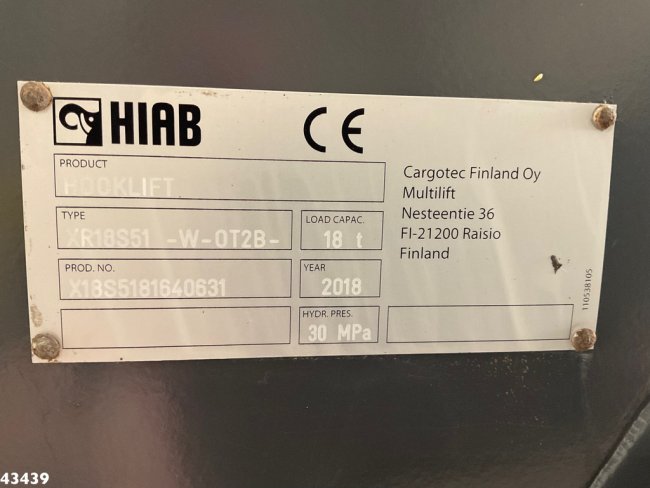 HIAB
CE
PRODUCT
HOOKLIFT
TYPE
XR18S51 -W-OT2B-
LOAD CAPAC.
18 t
PROD. NO.
X18S5181640631
YEAR
2018
HYDR. PRES.
30 MPa
Cargotec Finland Oy
Multilift
Nesteentie 36
FI-21200 Raisio
Finland
110538105
43439